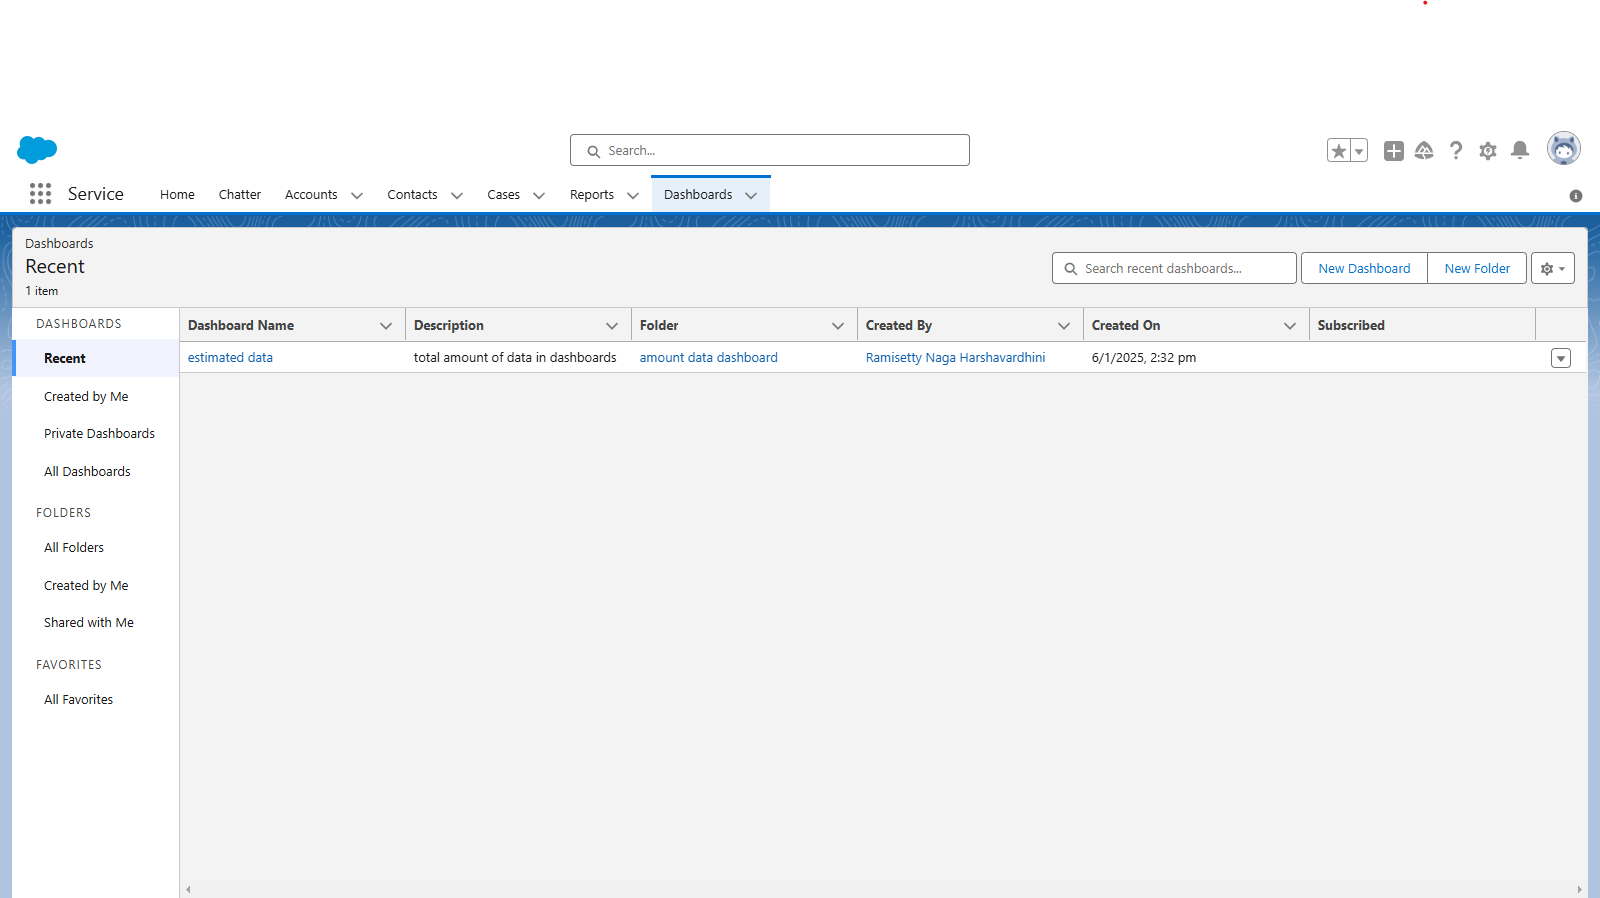 Search...
Service
Home
Chatter
Accounts
Contacts
Cases
Reports
Dashboards
Dashboards
Recent
1 item
Search recent dashboards...
New Dashboard
New Folder
DASHBOARDS
Recent
Created by Me
Private Dashboards
All Dashboards
FOLDERS
All Folders
Created by Me
Shared with Me
FAVORITES
All Favorites
Dashboard Name
Description
Folder
Created By
Created On
Subscribed
estimated data
total amount of data in dashboards
amount data dashboard
Ramisetty Naga Harshavardhini
6/1/2025, 2:32 pm